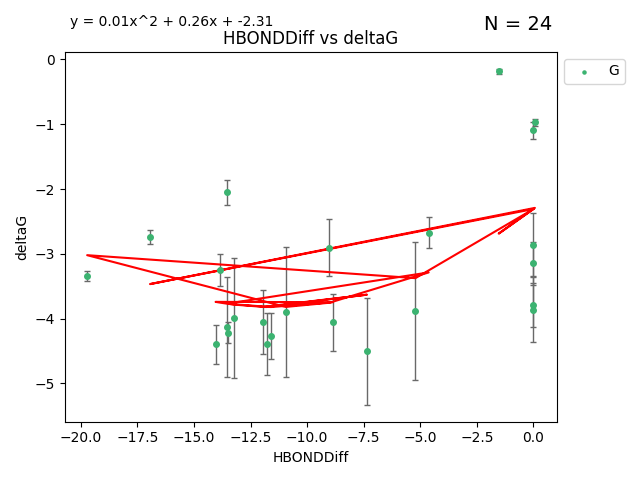 y = 0.01x^2 + 0.26x + -2.31
N = 24
HBONDDiff vs deltaG
G
deltaG
0
−1
−2
−3
−4
−5
−20.0 −17.5 −15.0 −12.5 −10.0 −7.5 −5.0 −2.5 0.0
HBONDDiff